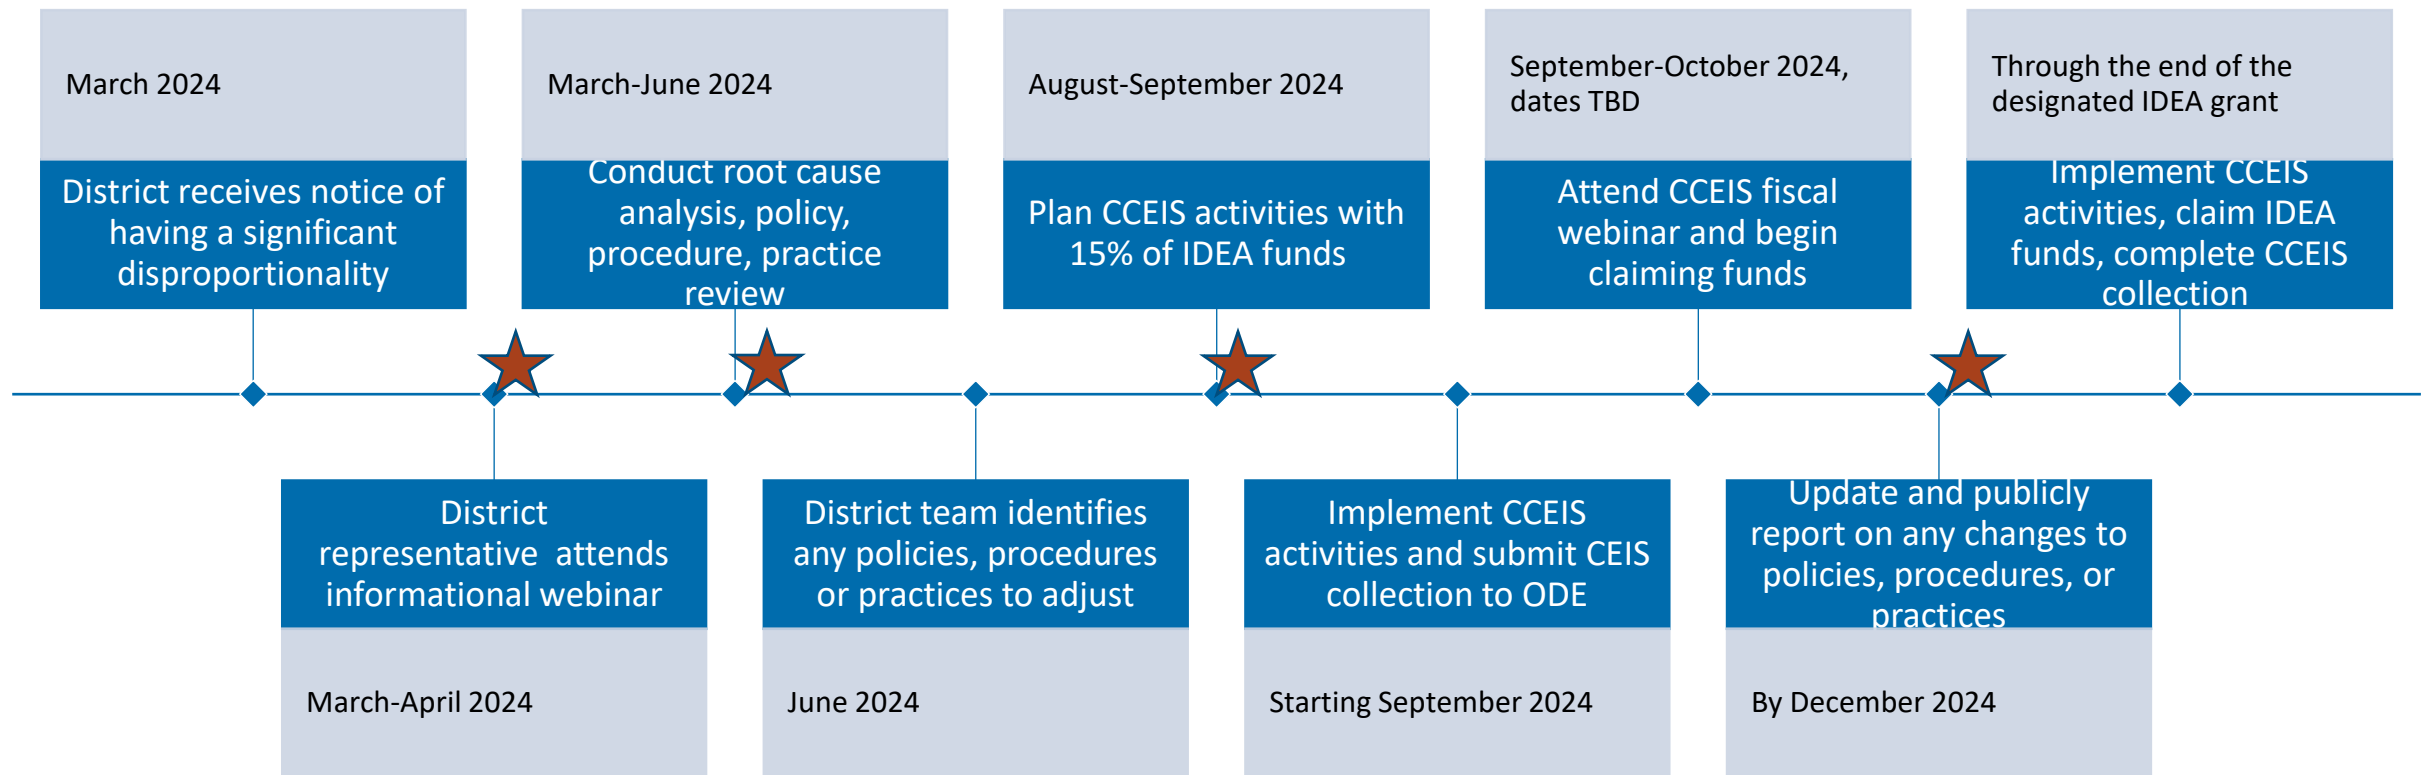 March 2024
District receives notice of
having a significant
disproportionality
March-June 2024
Conduct root cause
analysis, policy,
procedure, practice
review
August-September 2024
Plan CCEIS activities with
15% of IDEA funds
September-October 2024,
dates TBD
Attend CCEIS fiscal
webinar and begin
claiming funds
Through the end of the
designated IDEA grant
Implement CCEIS
activities, claim IDEA
funds, complete CCEIS
collection
District
representative  attends
informational webinar
March-April 2024
District team identifies
any policies, procedures
or practices to adjust
June 2024
Implement CCEIS
activities and submit CEIS
collection to ODE
Starting September 2024
Update and publicly
report on any changes to
policies, procedures, or
practices
By December 2024